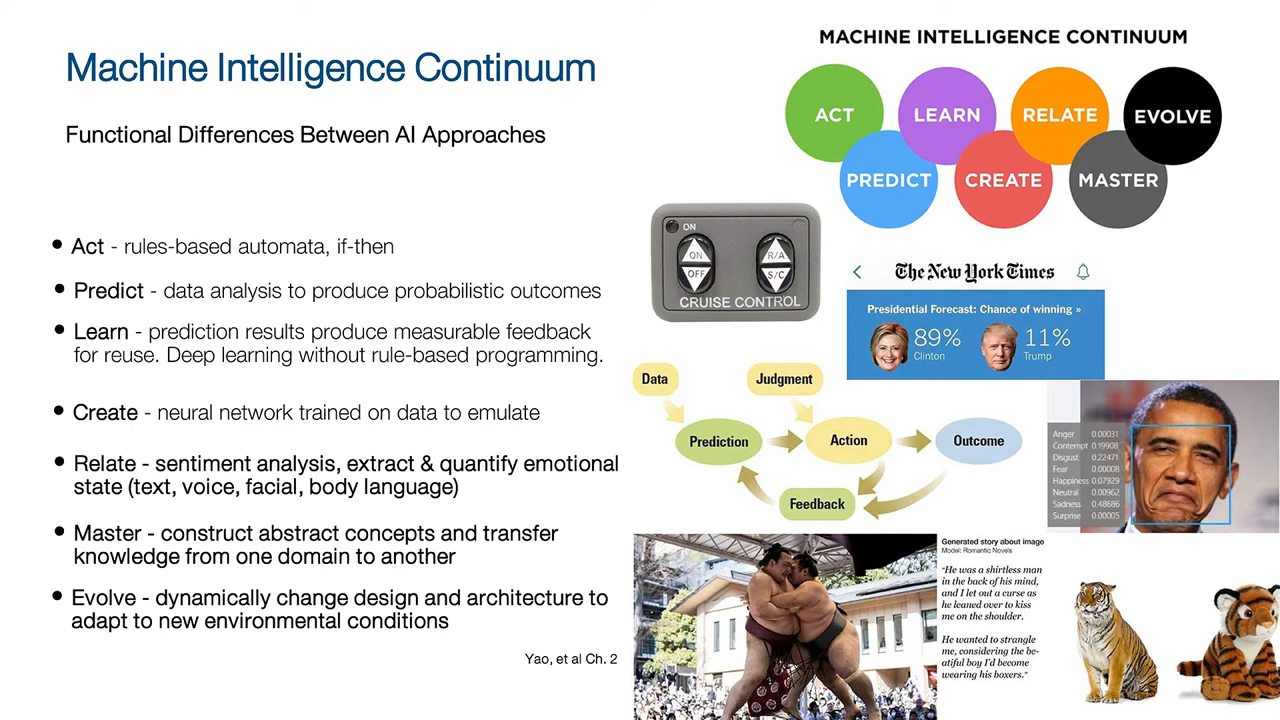 Machine Intelligence Continuum
Functional Differences Between AI Approaches
• Act - rules-based automata, if-then
• Predict - data analysis to produce probabilistic outcomes
• Learn - prediction results produce measurable feedback
for reuse. Deep learning without rule-based programming.
• Create - neural network trained on data to emulate
• Relate - sentiment analysis, extract & quantify emotional
state (text, voice, facial, body language)
• Master - construct abstract concepts and transfer
knowledge from one domain to another
• Evolve - dynamically change design and architecture to
adapt to new environmental conditions
Yao, et al Ch. 2
MACHINE INTELLIGENCE CONTINUUM
ACT
LEARN
RELATE
EVOLVE
PREDICT
CREATE
MASTER
ON
ON
OFF
R/A
S/C
CRUISE CONTROL
The New York Times
Presidential Forecast: Chance of winning »
89%
Clinton
11%
Trump
Data
Judgment
Prediction
Action
Outcome
Feedback
Anger 0.00031
Contempt 0.19908
Disgust 0.22471
Fear 0.00008
Happiness 0.07929
Neutral 0.00962
Sadness 0.48686
Surprise 0.00005
Generated story about image
Model: Romantic Novels
"He was a shirtless man
in the back of his mind,
and I let out a curse as
he leaned over to kiss
me on the shoulder.
He wanted to strangle
me, considering the be-
atiful boy I'd become
wearing his boxers."